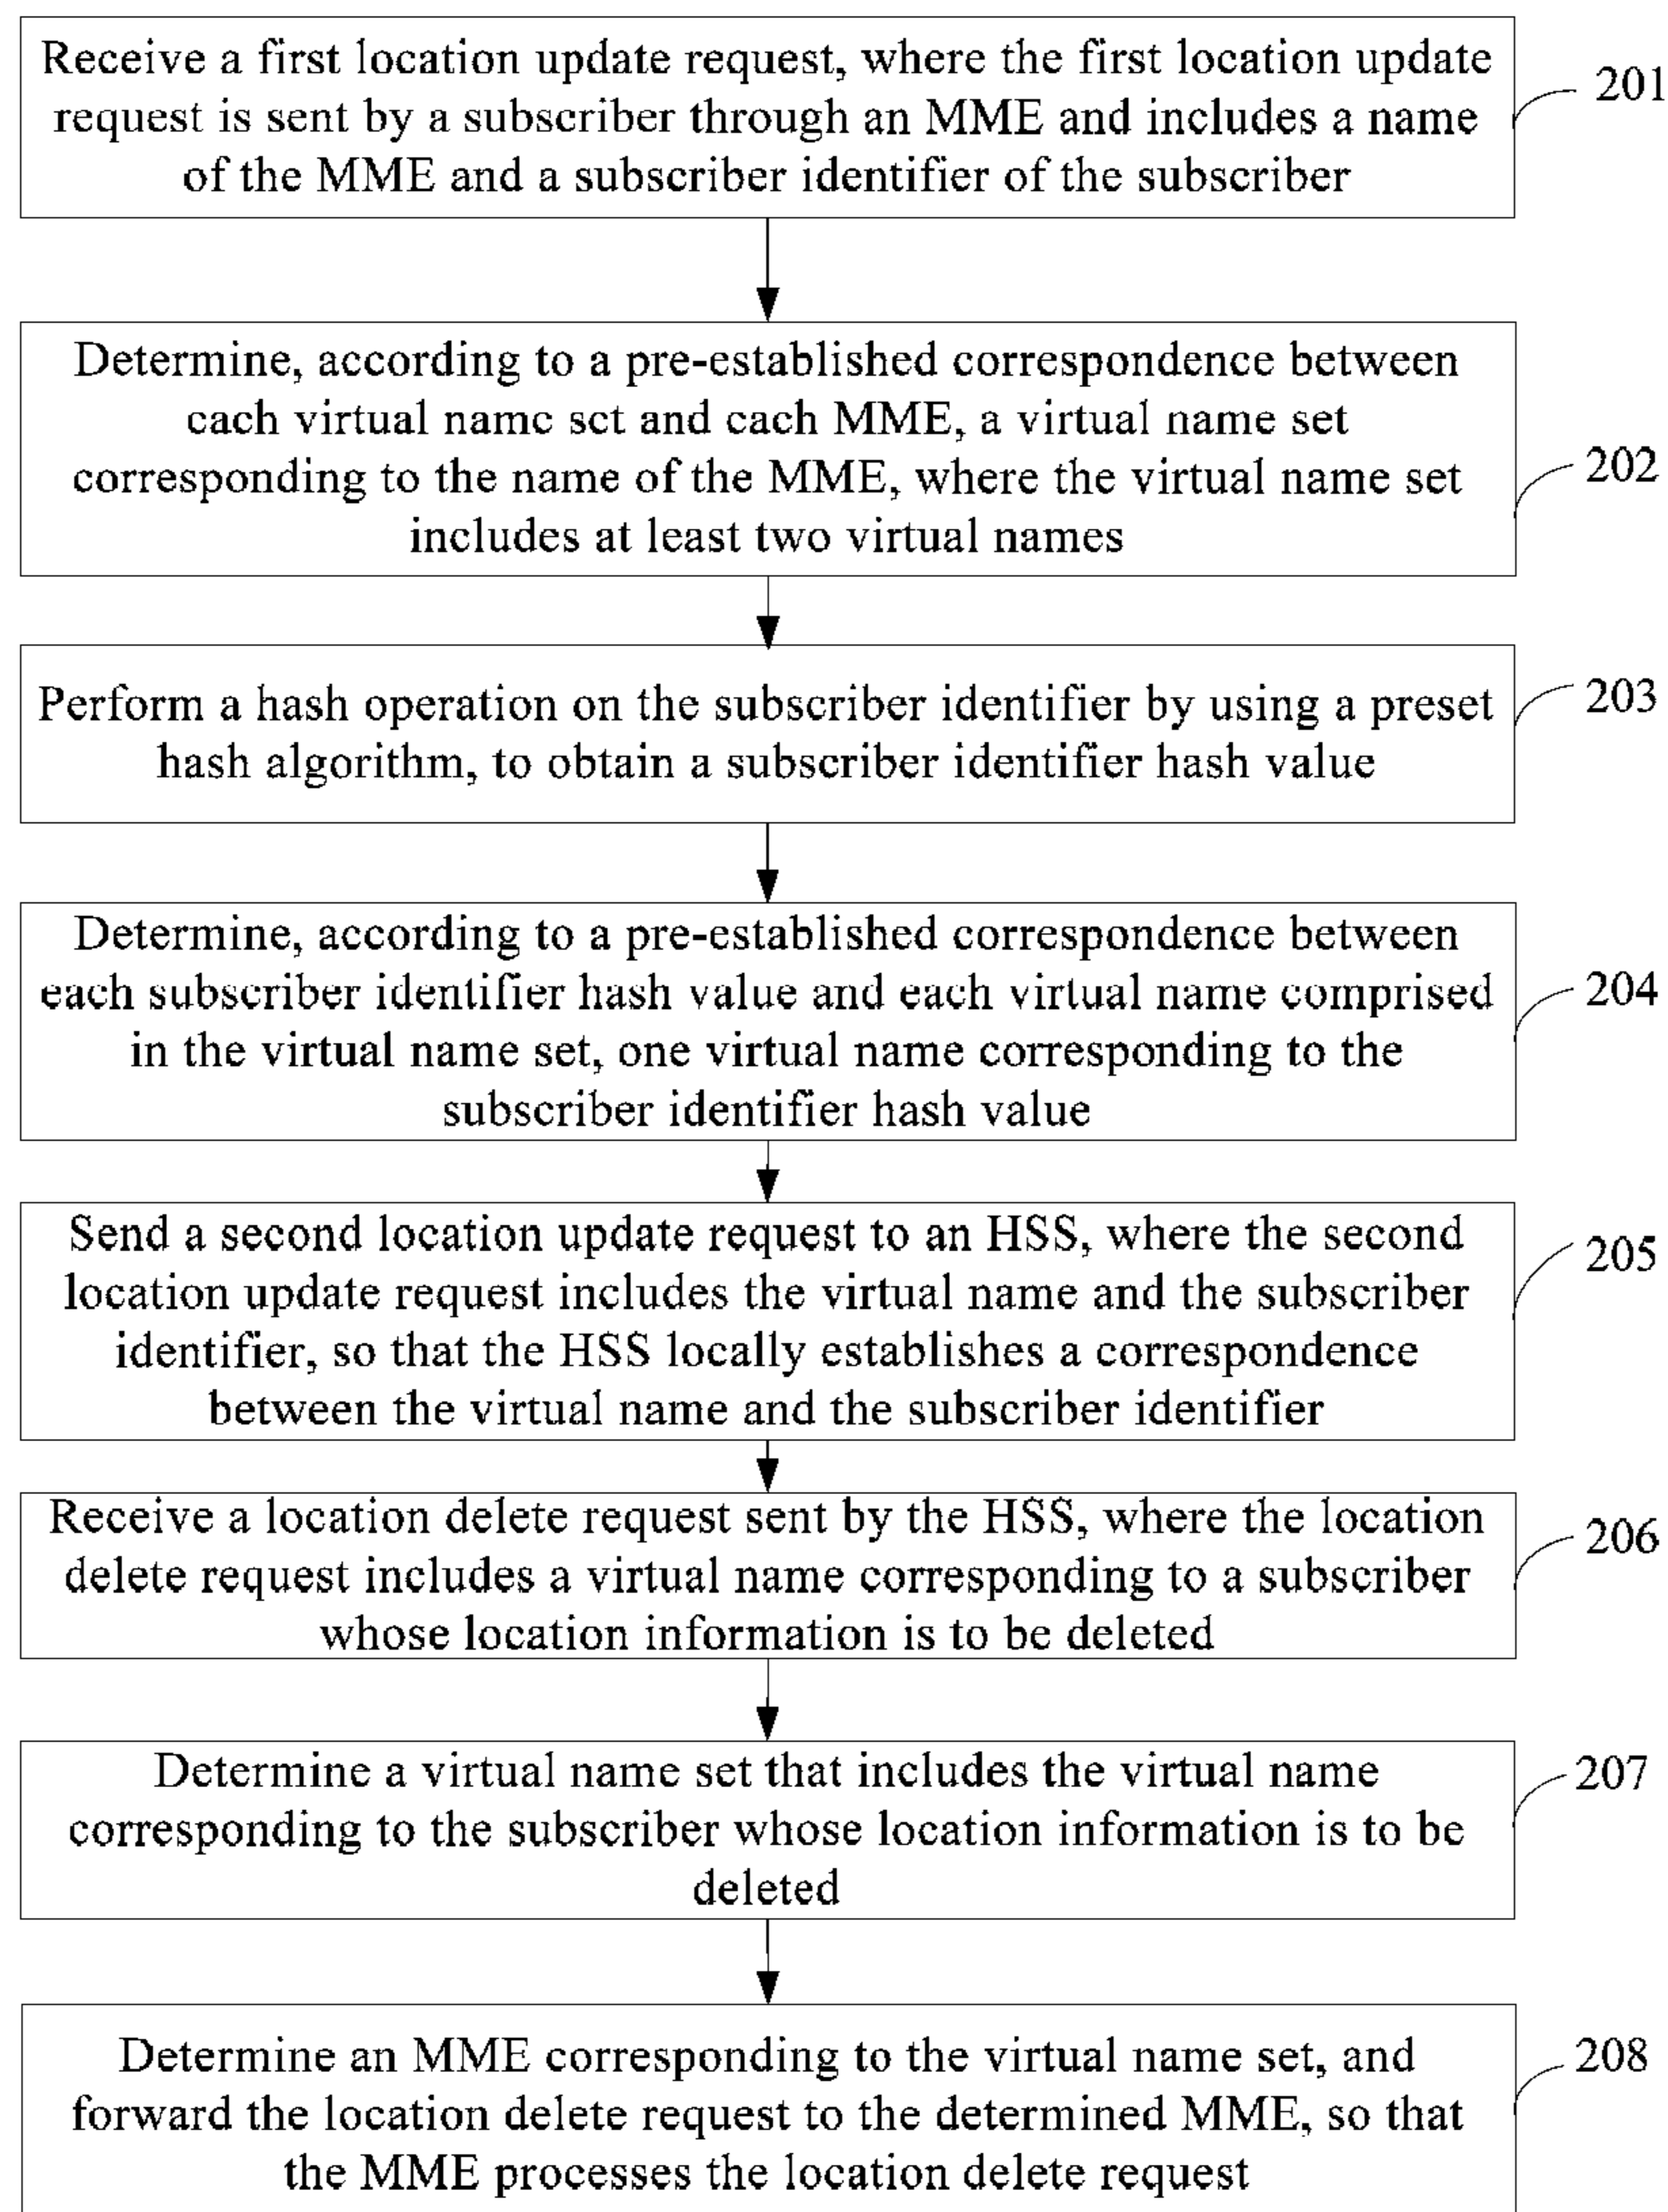 Receive a first location update request, where the first location update
request is sent by a subscriber through an MME and includes a name
of the MME and a subscriber identifier of the subscriber
201
Determine, according to a pre-established correspondence between
each virtual name set and each MME, a virtual name set
corresponding to the name of the MME, where the virtual name set
includes at least two virtual names
202
Perform a hash operation on the subscriber identifier by using a preset
hash algorithm, to obtain a subscriber identifier hash value
203
Determine, according to a pre-established correspondence between
each subscriber identifier hash value and each virtual name comprised
in the virtual name set, one virtual name corresponding to the
subscriber identifier hash value
204
Send a second location update request to an HSS, where the second
location update request includes the virtual name and the subscriber
identifier, so that the HSS locally establishes a correspondence
between the virtual name and the subscriber identifier
205
Receive a location delete request sent by the HSS, where the location
delete request includes a virtual name corresponding to a subscriber
whose location information is to be deleted
206
Determine a virtual name set that includes the virtual name
corresponding to the subscriber whose location information is to be
deleted
207
Determine an MME corresponding to the virtual name set, and
forward the location delete request to the determined MME, so that
the MME processes the location delete request
208